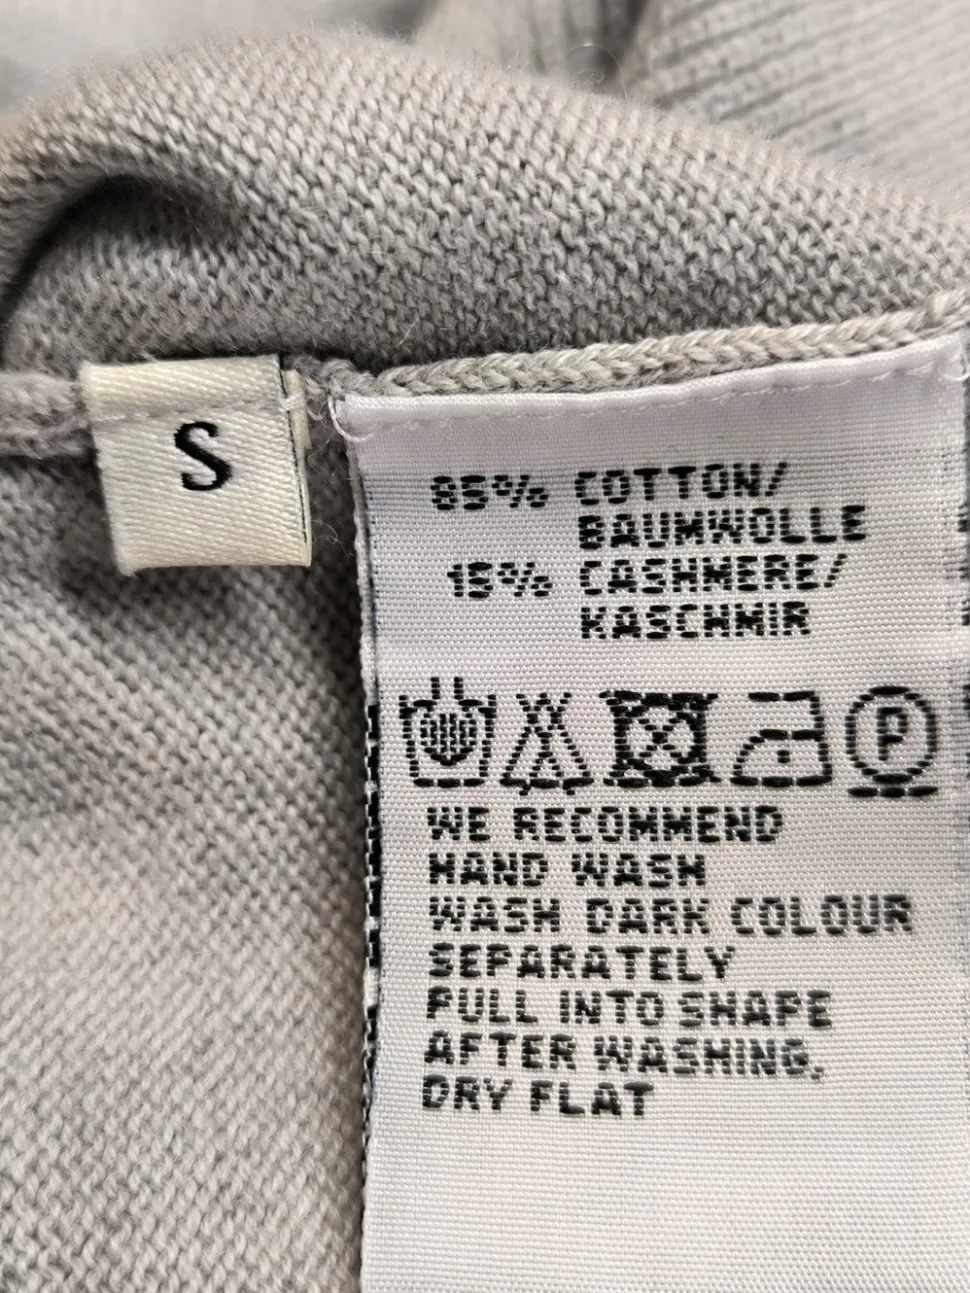 S
85% COTTON/
BAUMWOLLE
15% CASHMERE/
KASCHMIR
P
WE RECOMMEND
HAND WASH
WASH DARK COLOUR
SEPARATELY
PULL INTO SHAPE
AFTER WASHING,
DRY FLAT